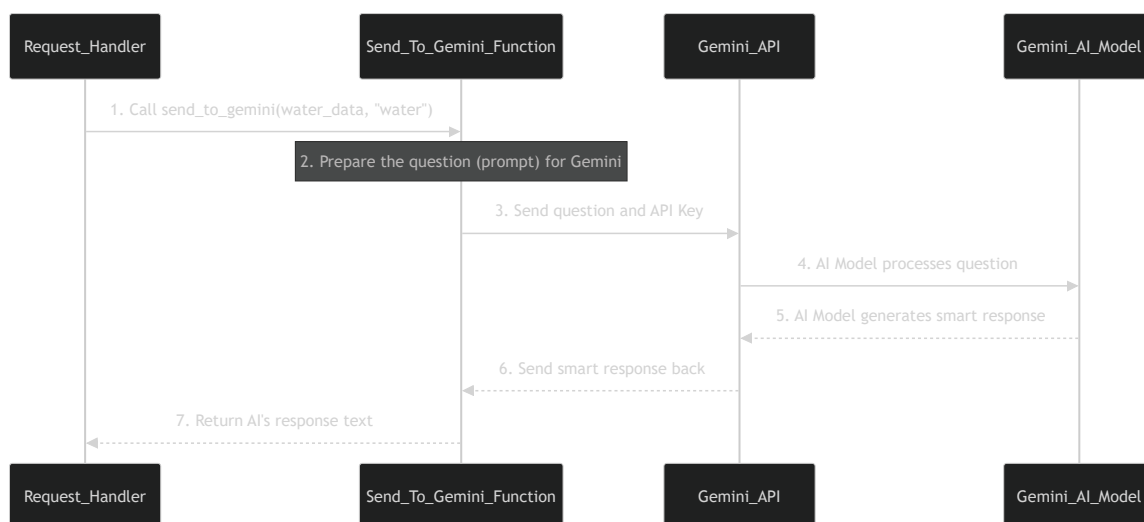 Request_Handler Send_To_Gemini_Function Gemini_API Gemini_AI_Model
1. Call send_to_gemini(water_data, "water")
2. Prepare the question (prompt) for Gemini
3. Send question and API Key
4. AI Model processes question
5. AI Model generates smart response
6. Send smart response back
7. Return AI's response text
Request_Handler Send_To_Gemini_Function Gemini_API Gemini_AI_Model